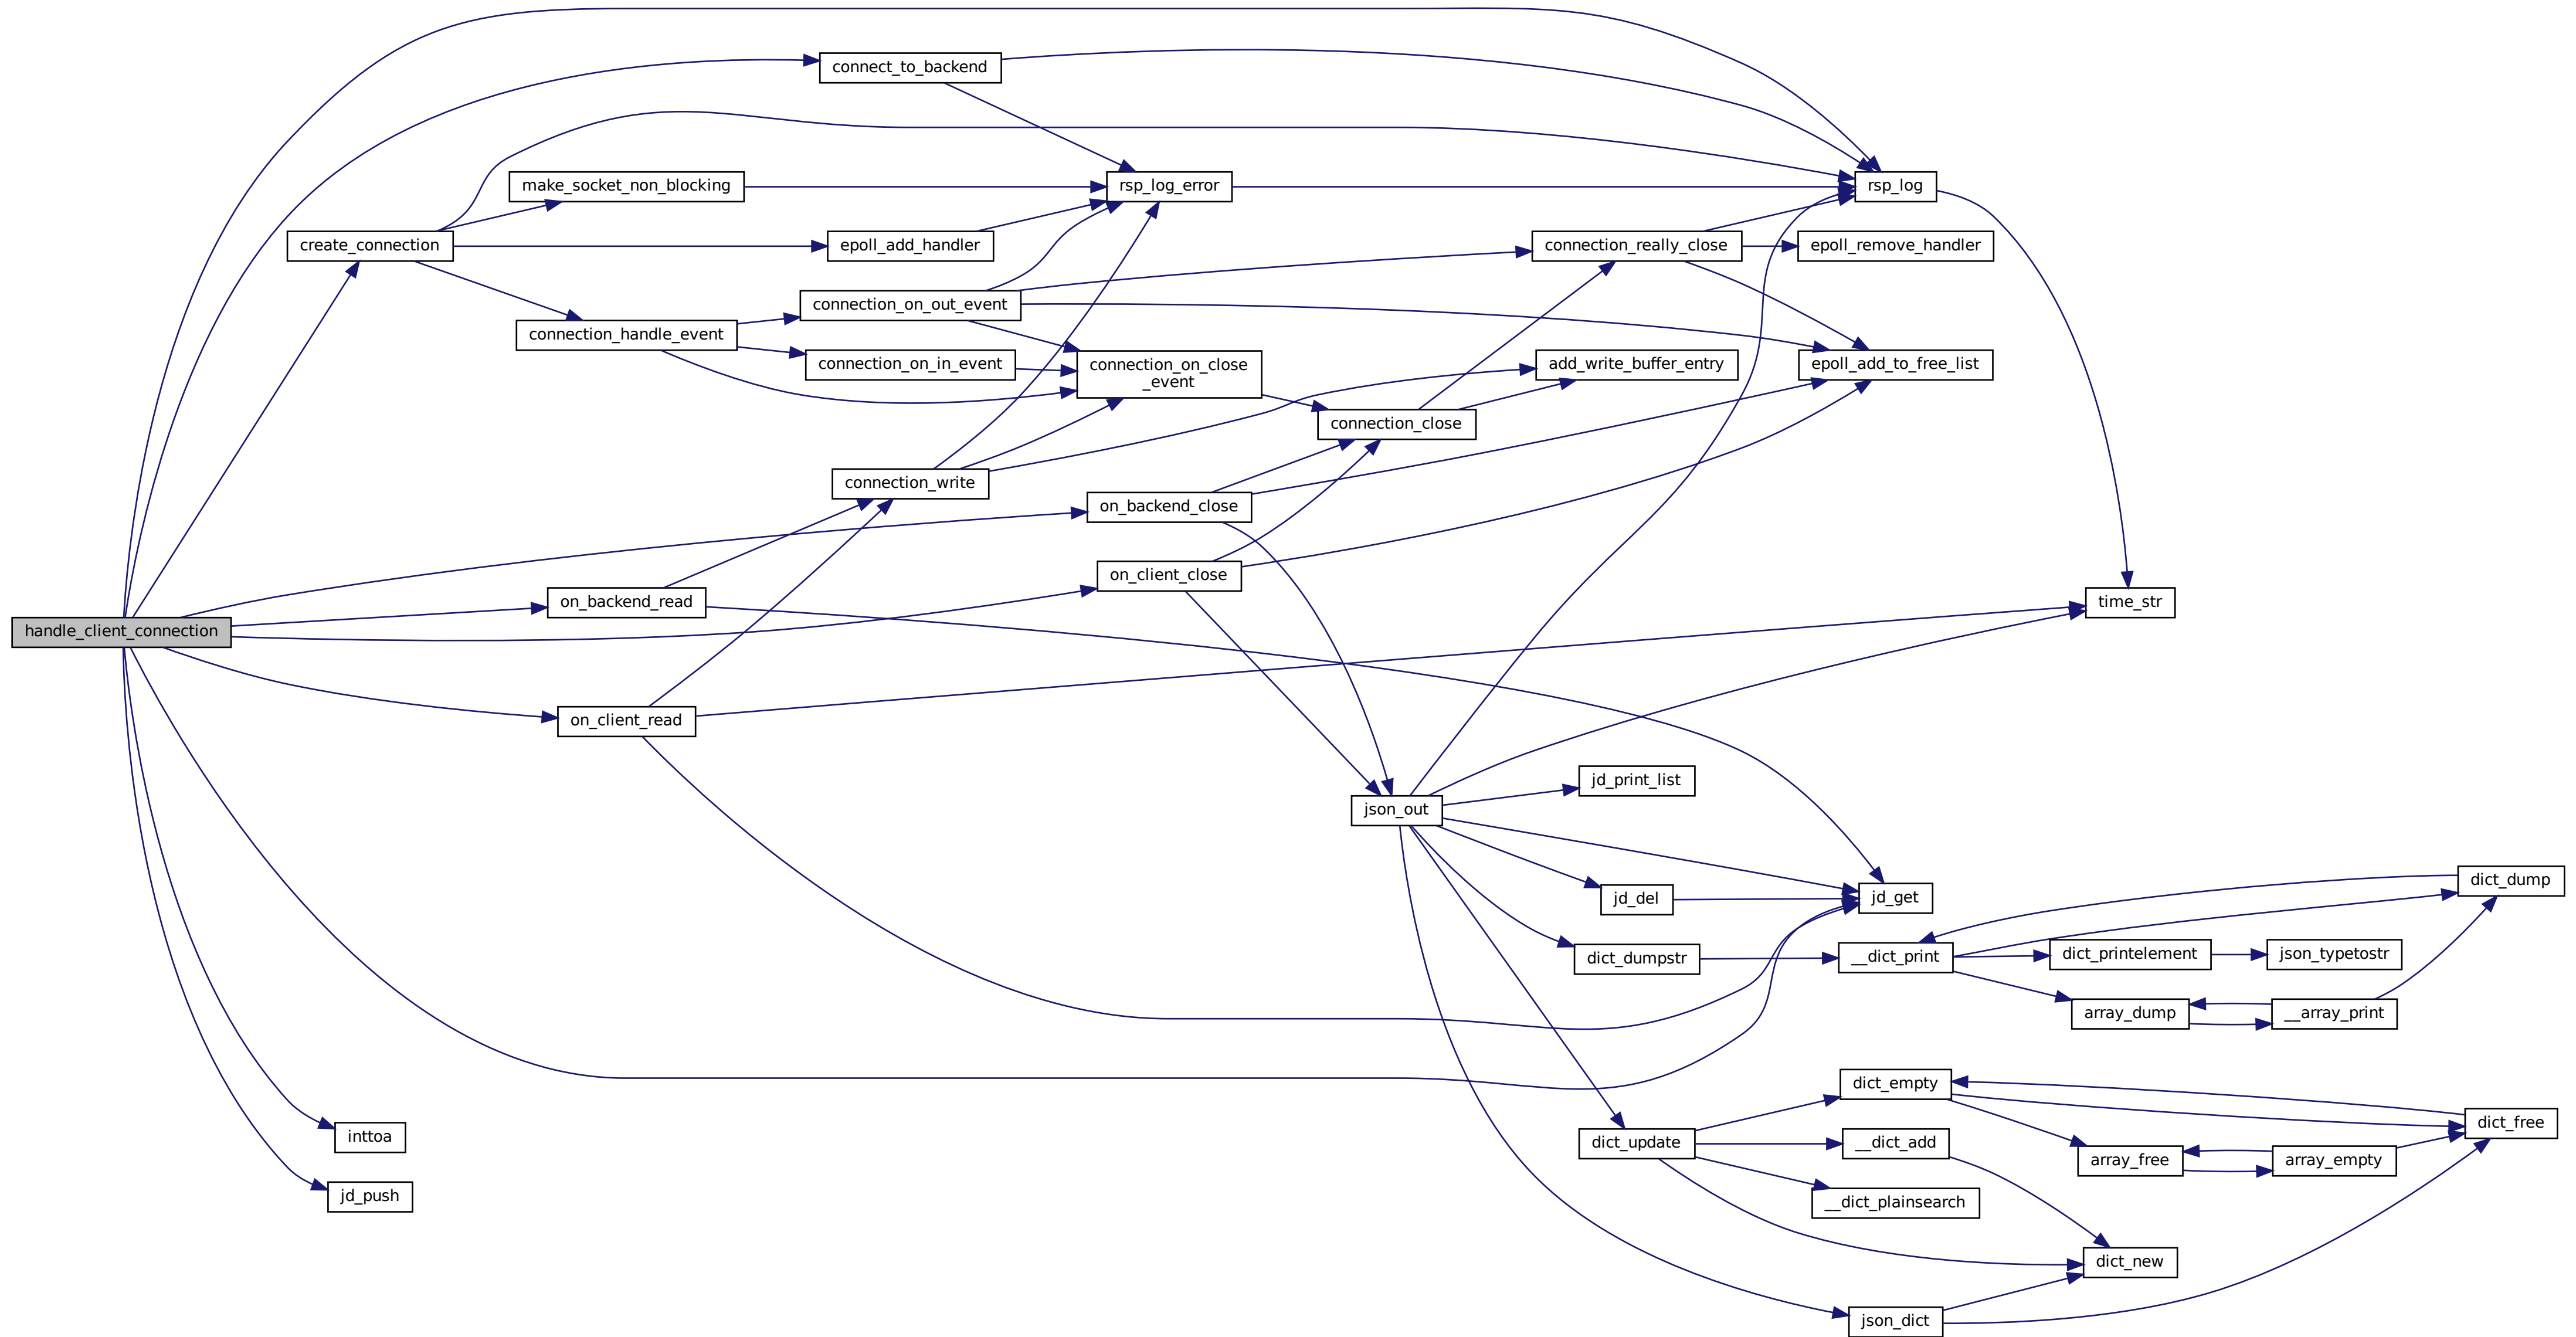 connect_to_backend
make_socket_non_blocking
rsp_log_error
rsp_log
create_connection
epoll_add_handler
connection_really_close
epoll_remove_handler
connection_on_out_event
connection_handle_event
connection_on_in_event
connection_on_close
_event
add_write_buffer_entry
epoll_add_to_free_list
connection_close
connection_write
on_backend_close
on_client_close
on_backend_read
time_str
handle_client_connection
on_client_read
jd_print_list
json_out
jd_del
jd_get
dict_dump
dict_dumpstr
__dict_print
dict_printelement
json_typetostr
array_dump
__array_print
dict_empty
dict_free
inttoa
dict_update
__dict_add
array_free
array_empty
jd_push
__dict_plainsearch
dict_new
json_dict